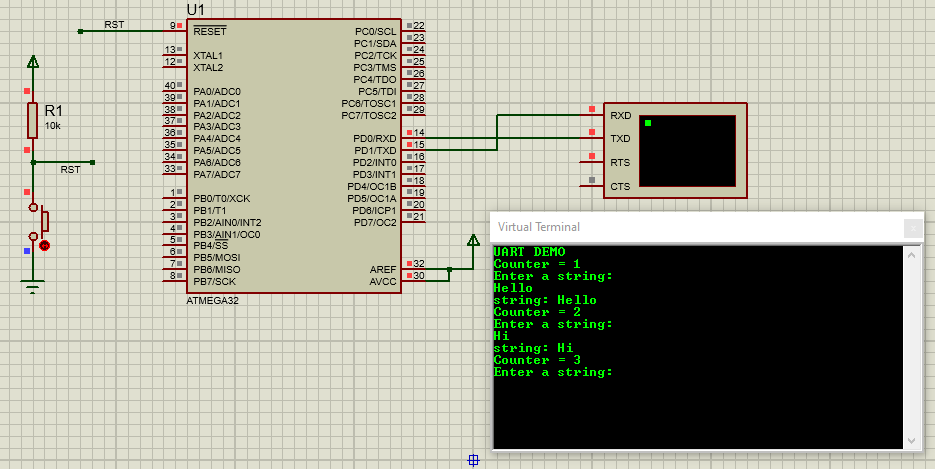 U1
RST
9
RESET
13
XTAL1
12
XTAL2
40
PA0/ADC0
39
PA1/ADC1
38
PA2/ADC2
37
PA3/ADC3
36
PA4/ADC4
35
PA5/ADC5
34
PA6/ADC6
33
PA7/ADC7
1
PB0/T0/XCK
2
PB1/T1
3
PB2/AIN0/INT2
4
PB3/AIN1/OC0
5
PB4/SS
6
PB5/MOSI
7
PB6/MISO
8
PB7/SCK
PC0/SCL
22
PC1/SDA
23
PC2/TCK
24
PC3/TMS
25
PC4/TDO
26
PC5/TDI
27
PC6/TOSC1
28
PC7/TOSC2
29
PD0/RXD
14
PD1/TXD
15
PD2/INT0
16
PD3/INT1
17
PD4/OC1B
18
PD5/OC1A
19
PD6/ICP1
20
PD7/OC2
21
AREF
32
AVCC
30
ATMEGA32
R1
10k
RST
RXD
TXD
RTS
CTS
Virtual Terminal
UART DEMO
Counter = 1
Enter a string:
Hello
string: Hello
Counter = 2
Enter a string:
Hi
string: Hi
Counter = 3
Enter a string: